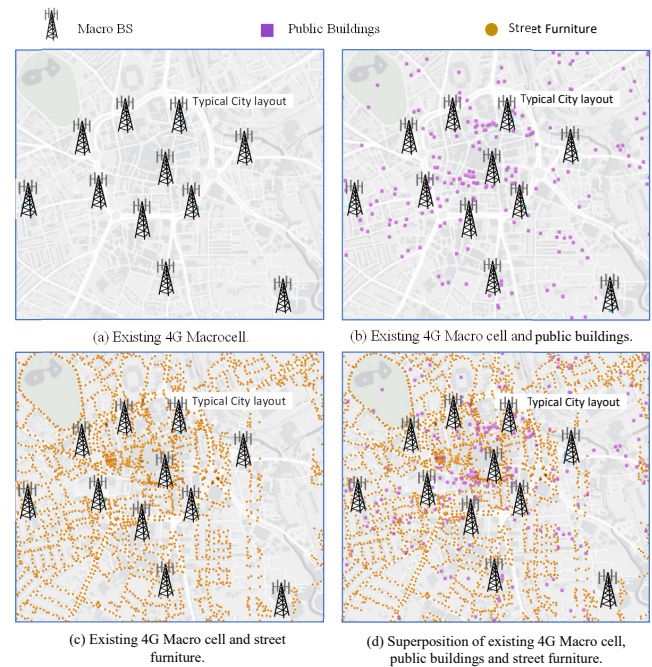 Macro BS
Public Buildings
Street Furniture
Typical City layout
Typical City layout
(a) Existing 4G Macrocell.
(b) Existing 4G Macro cell and public buildings.
Typical City layout
Typical City layout
(c) Existing 4G Macro cell and street
furniture.
(d) Superposition of existing 4G Macro cell,
public buildings and street furniture.